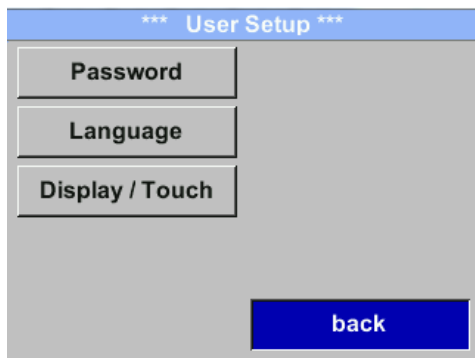 *** User Setup ***
Password
Language
Display / Touch
back